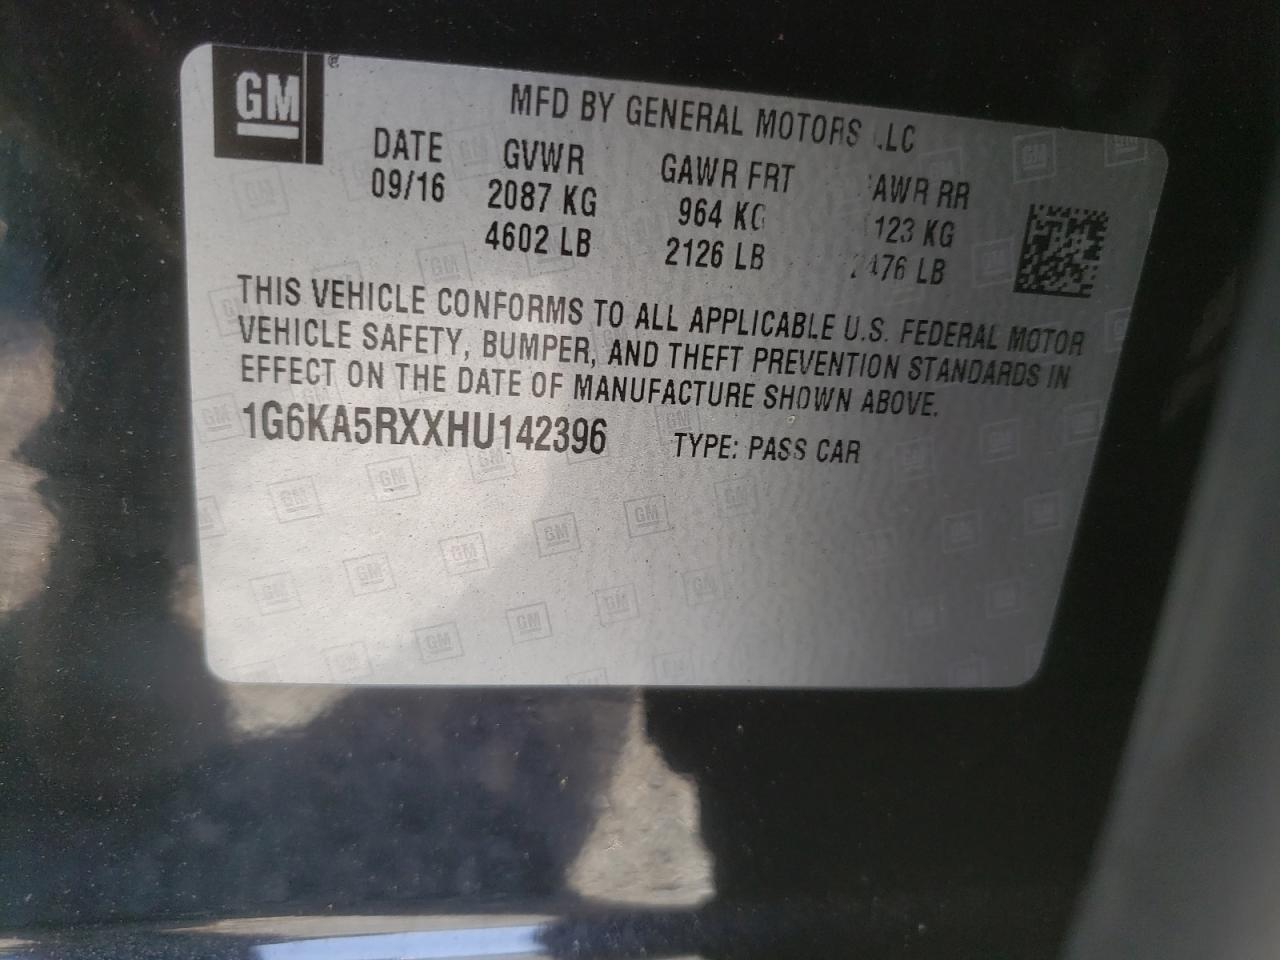 GM
MFD BY GENERAL MOTORS LLC
DATE GVWR GAWR FRT GAWR RR
09/16 2087 KG 964 KG 1123 KG
4602 LB 2126 LB 2476 LB
THIS VEHICLE CONFORMS TO ALL APPLICABLE U.S. FEDERAL MOTOR
VEHICLE SAFETY, BUMPER, AND THEFT PREVENTION STANDARDS IN
EFFECT ON THE DATE OF MANUFACTURE SHOWN ABOVE.
1G6KA5RXXHU142396 TYPE: PASS CAR